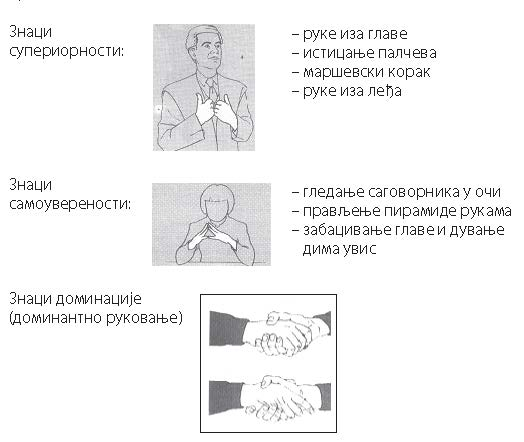 Знаци
супериорности:
– руке иза главе
– истицање палчева
– маршевски корак
– руке иза леђа
Знаци
самоуверености:
– гледање саговорника у очи
– прављење пирамиде рукама
– забацивање главе и дување
дима увис
Знаци доминације
(доминантно руковање)